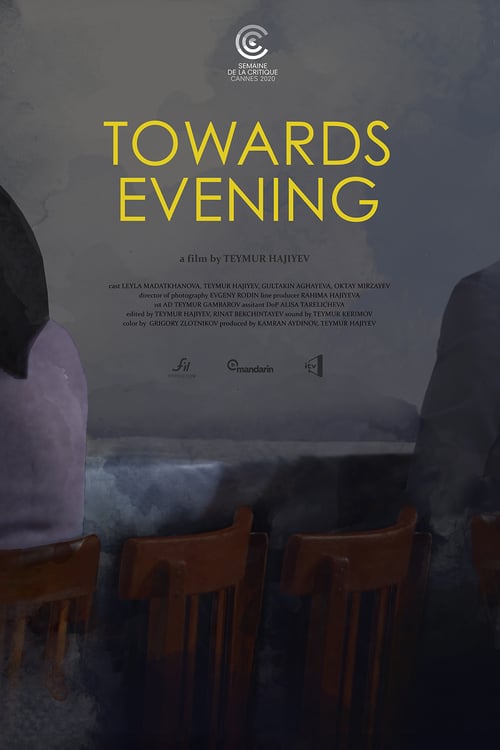 SEMAINE
DE LA CRITIQUE
CANNES 2020
TOWARDS
EVENING
a film by TEYMUR HAJIYEV
cast LEYLA MADATKHANOVA, TEYMUR HAJIYEV, GULTAKIN AGHAYEVA, OKTAY MIRZAYEV
director of photography EVGENY RODIN line producer RAHIMA HAJIYEVA
1st AD TEYMUR GAMBAROV assitant DoP ALISA TARELICHEVA
edited by TEYMUR HAJIYEV, RINAT BEKCHINTAYEV sound by TEYMUR KERIMOV
color by GRIGORY ZLOTNIKOV produced by KAMRAN AYDINOV, TEYMUR HAJIYEV
fil
PRODUCTION
mandarin
itv